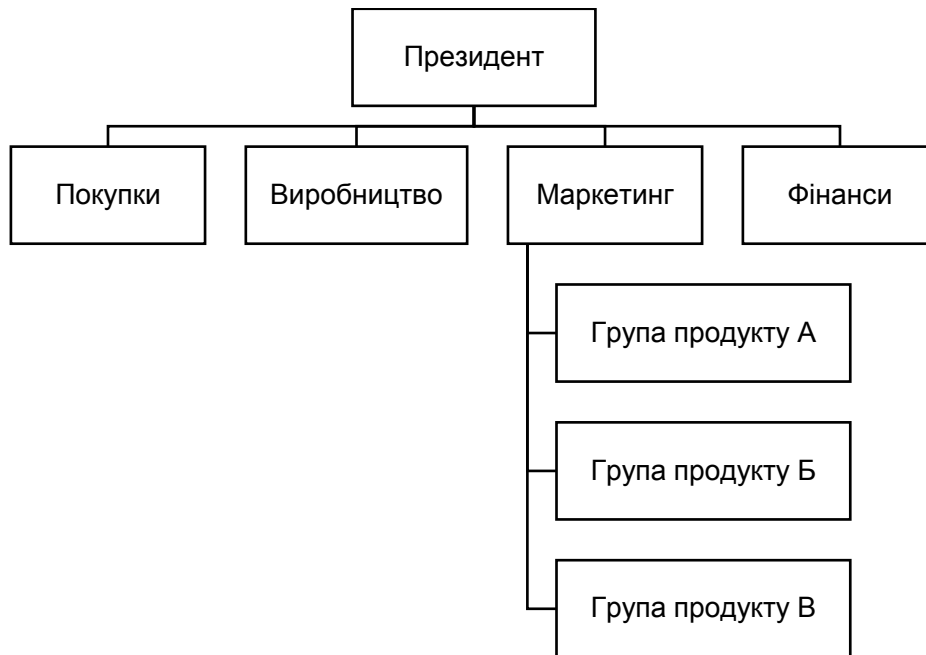 Президент
Покупки
Виробництво
Маркетинг
Фінанси
Група продукту А
Група продукту Б
Група продукту В